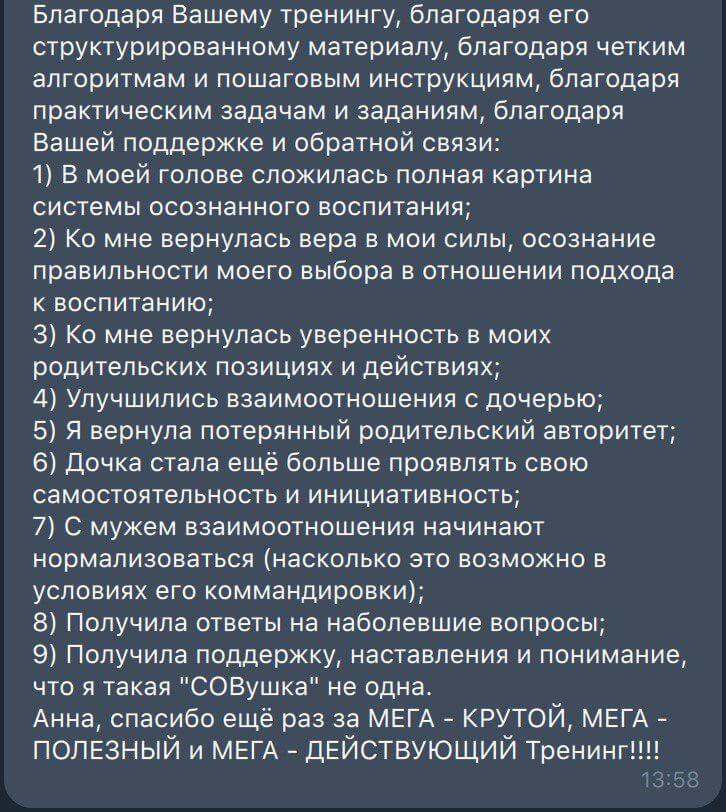 Благодаря Вашему тренингу, благодаря его
структурированному материалу, благодаря четким
алгоритмам и пошаговым инструкциям, благодаря
практическим задачам и заданиям, благодаря
Вашей поддержке и обратной связи:
1) В моей голове сложилась полная картина
системы осознанного воспитания;
2) Ко мне вернулась вера в мои силы, осознание
правильности моего выбора в отношении подхода
к воспитанию;
3) Ко мне вернулась уверенность в моих
родительских позициях и действиях;
4) Улучшились взаимоотношения с дочерью;
5) Я вернула потерянный родительский авторитет;
6) Дочка стала ещё больше проявлять свою
самостоятельность и инициативность;
7) С мужем взаимоотношения начинают
нормализоваться (насколько это возможно в
условиях его коммандировки);
8) Получила ответы на наболевшие вопросы;
9) Получила поддержку, наставления и понимание,
что я такая "СОВушка" не одна.
Анна, спасибо ещё раз за МЕГА - КРУТОЙ, МЕГА -
ПОЛЕЗНЫЙ и МЕГА - ДЕЙСТВУЮЩИЙ Тренинг!!!!
13:58